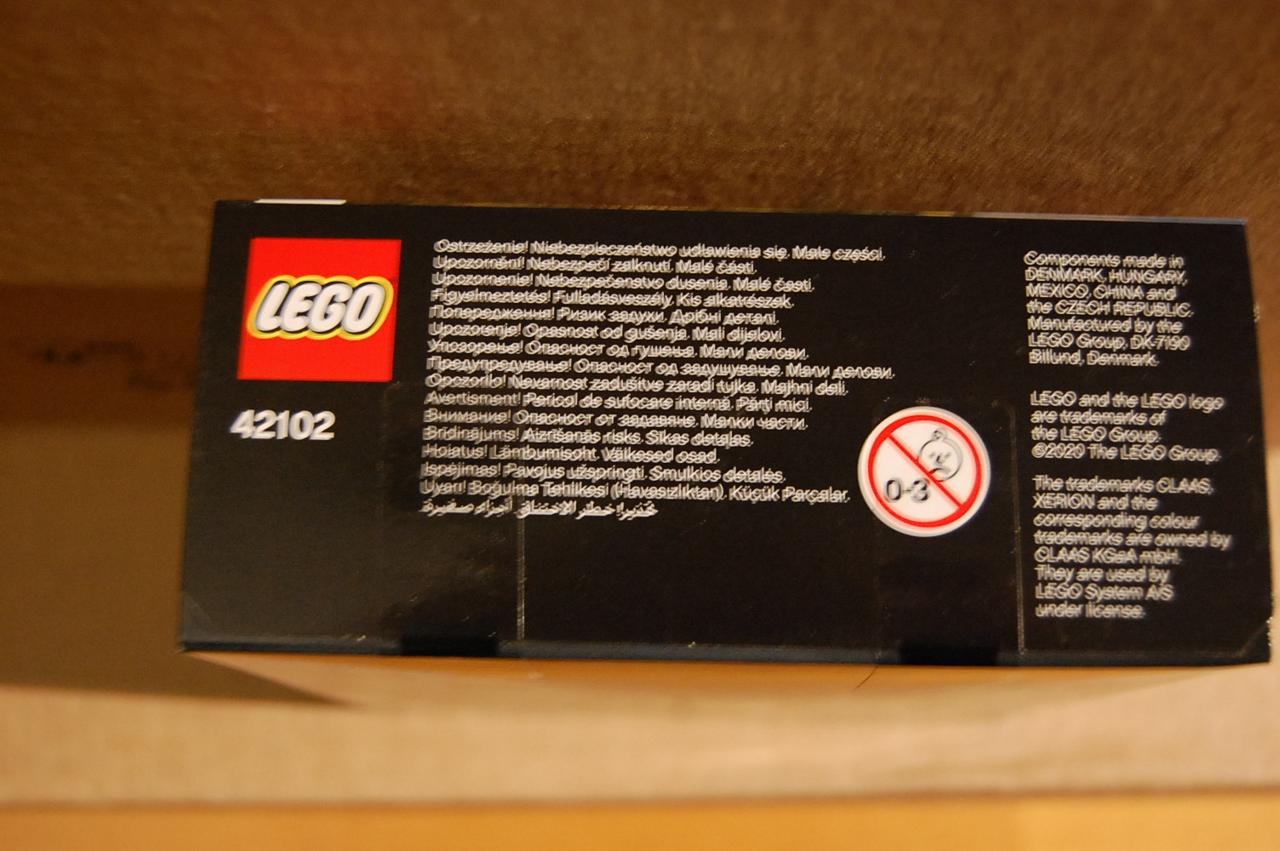 LEGO
42102
Ostrzeżenie! Niebezpieczeństwo udławienia się. Małe części.
Upozornění! Nebezpečí zalknutí. Malé části.
Upozornenie! Nebezpečenstvo dusenia. Malé časti.
Figyelmeztetés! Fulladásveszély. Kis alkatrészek.
Попередження! Ризик задухи. Дрібні деталі.
Upozorenje! Opasnost od gušenja. Mali dijelovi.
Упозорење! Опасност од гушења. Мали делови.
Предупредување! Опасност од задушување. Мали делови.
Opozorilo! Nevarnost zadušitve zaradi tujka. Majhni deli.
Avertisment! Pericol de sufocare internă. Părți mici.
Внимание! Опасност от задавяне. Малки части.
Brīdinājums! Aizrīšanās risks. Sīkas detaļas.
Hoiatus! Lämbumisoht. Väikesed osad.
Įspėjimas! Pavojus užspringti. Smulkios detalės.
Uyarı! Boğulma Tehlikesi (Havasızlıktan). Küçük Parçalar.
تحذير! خطر الاختناق. أجزاء صغيرة.
0-3
Components made in
DENMARK, HUNGARY,
MEXICO, CHINA and
the CZECH REPUBLIC.
Manufactured by the
LEGO Group, DK-7190
Billund, Denmark.
LEGO and the LEGO logo
are trademarks of
the LEGO Group.
©2020 The LEGO Group.
The trademarks CLAAS,
XERION and the
corresponding colour
trademarks are owned by
CLAAS KGaA mbH.
They are used by
LEGO System A/S
under license.